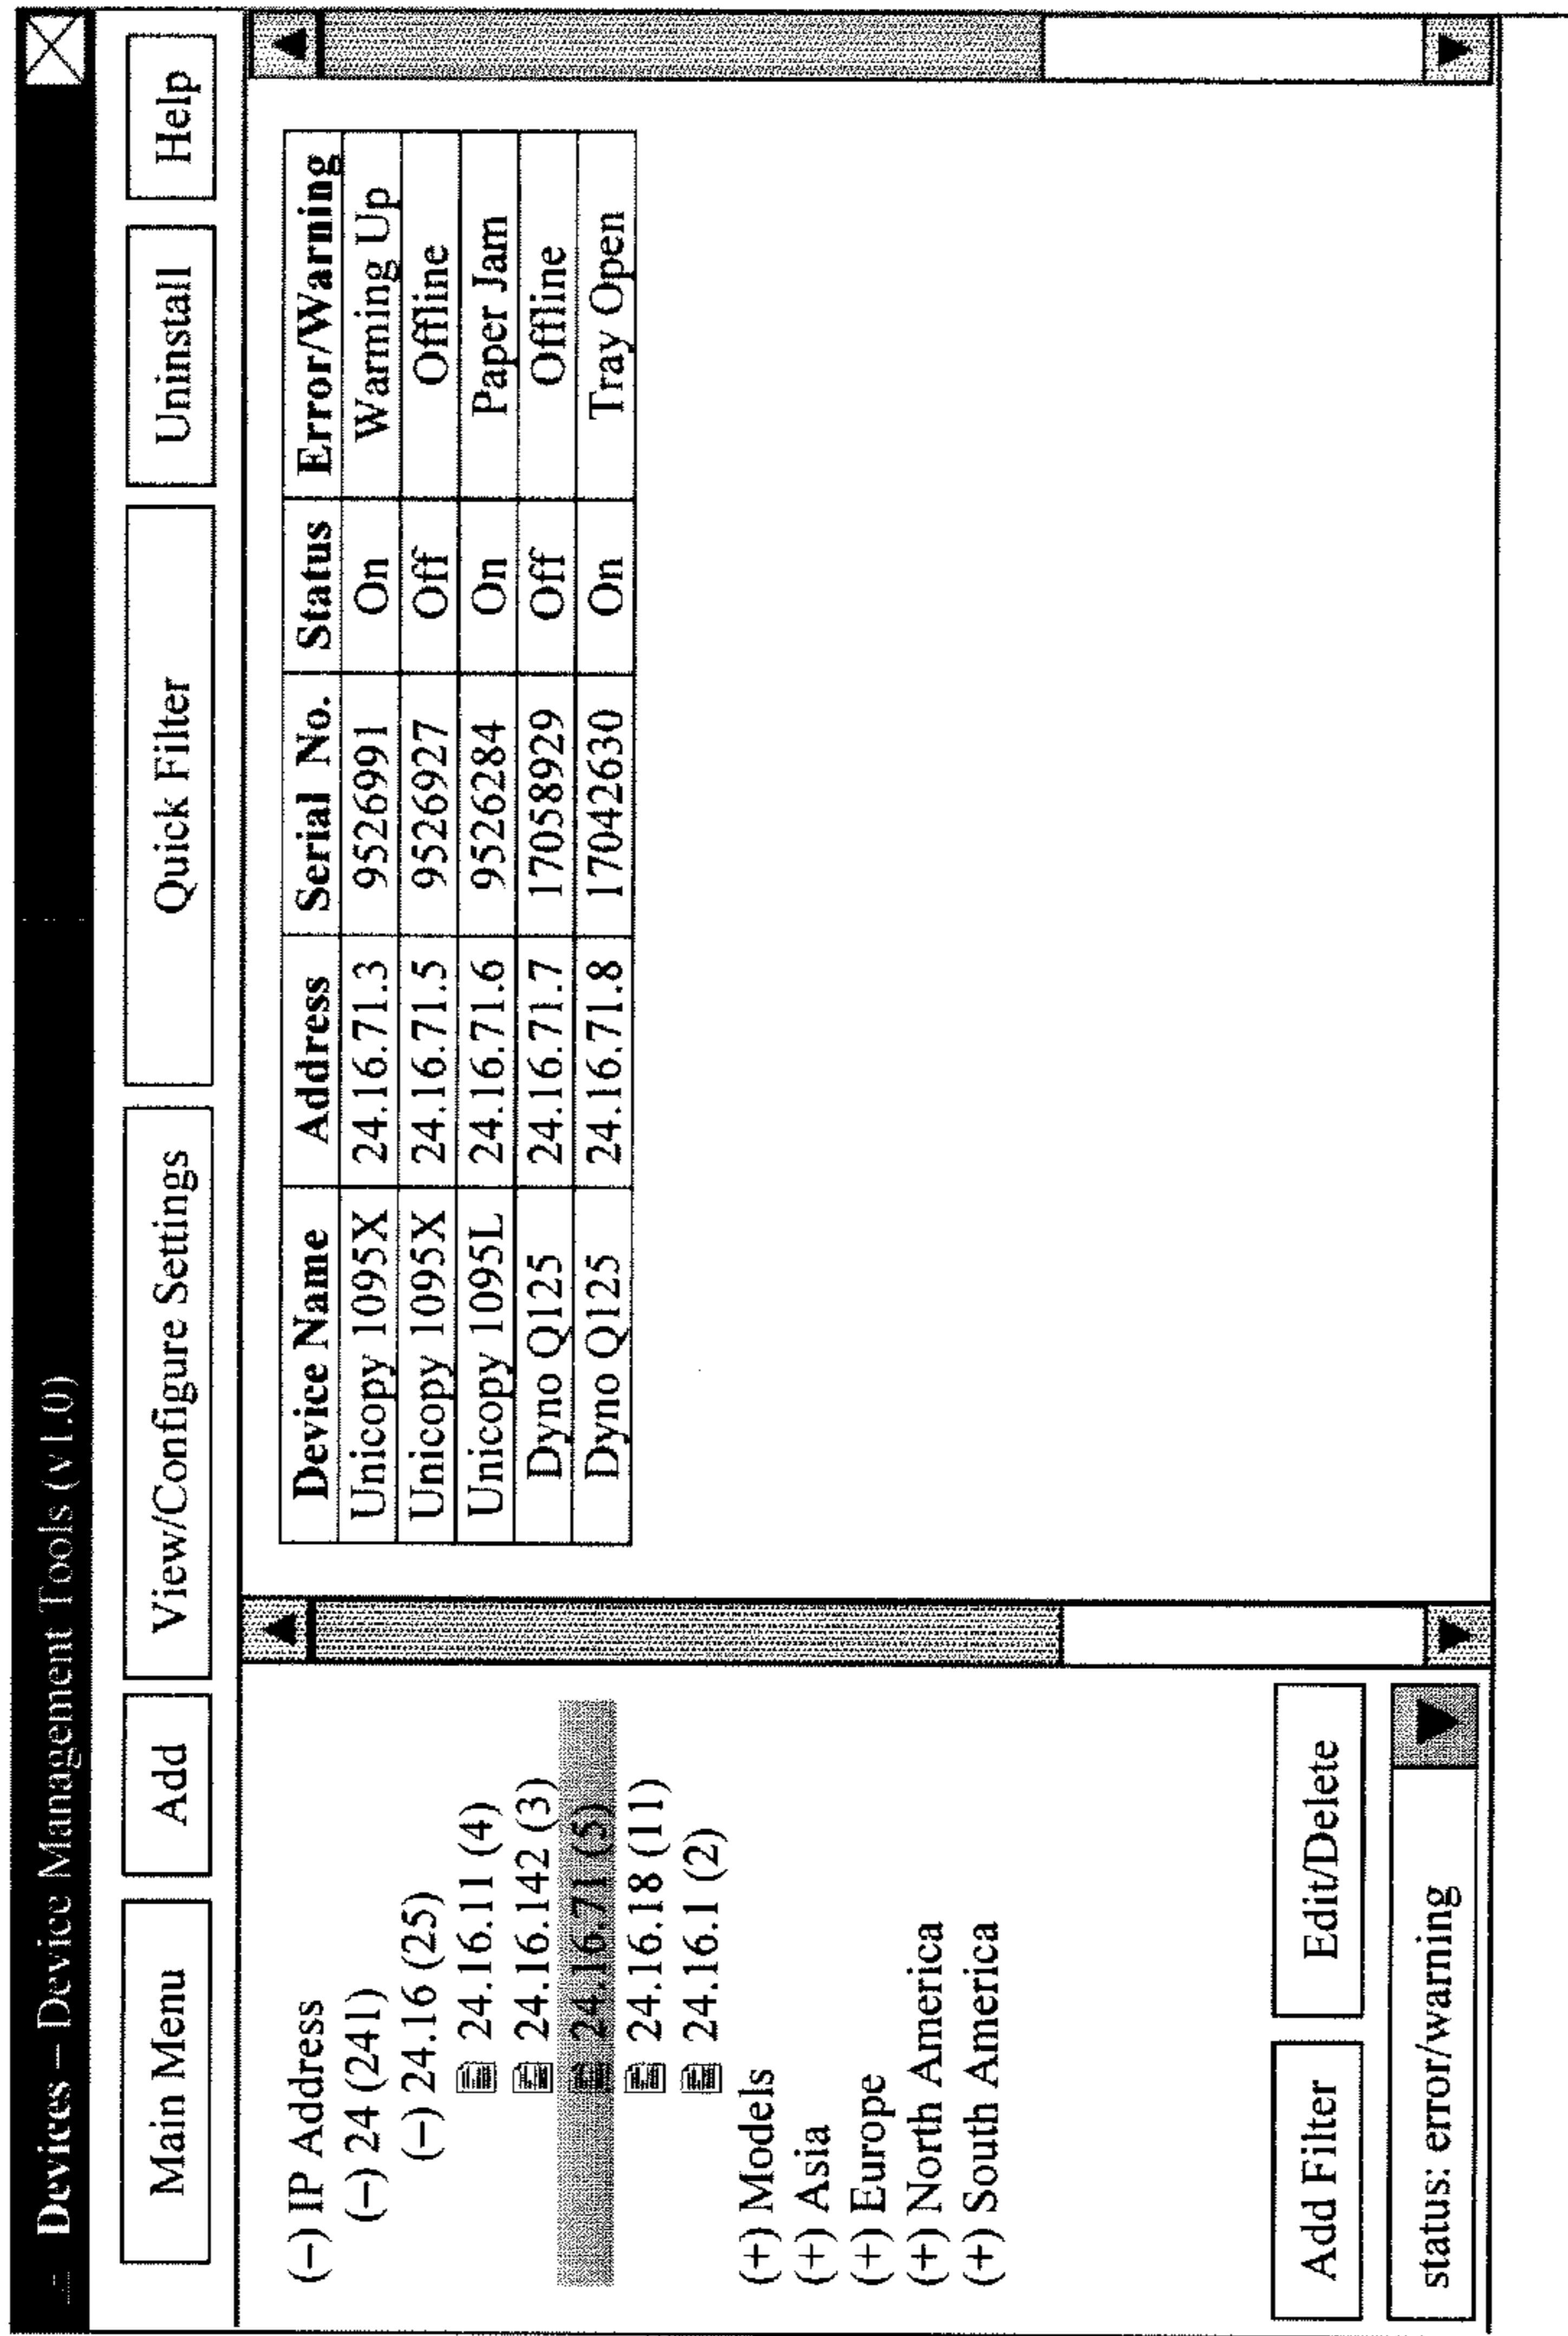 Devices – Device Management Tools (v1.0)
Main Menu
Add
View/Configure Settings
Quick Filter
Uninstall
Help
(–) IP Address
(–) 24 (241)
(–) 24.16 (25)
24.16.11 (4)
24.16.142 (3)
24.16.71 (5)
24.16.18 (11)
24.16.1 (2)
(+) Models
(+) Asia
(+) Europe
(+) North America
(+) South America
Add Filter
Edit/Delete
status: error/warning
Device Name Address Serial No. Status Error/Warning
Unicopy 1095X 24.16.71.3 9526991 On Warming Up
Unicopy 1095X 24.16.71.5 9526927 Off Offline
Unicopy 1095L 24.16.71.6 9526284 On Paper Jam
Dyno Q125 24.16.71.7 17058929 Off Offline
Dyno Q125 24.16.71.8 17042630 On Tray Open